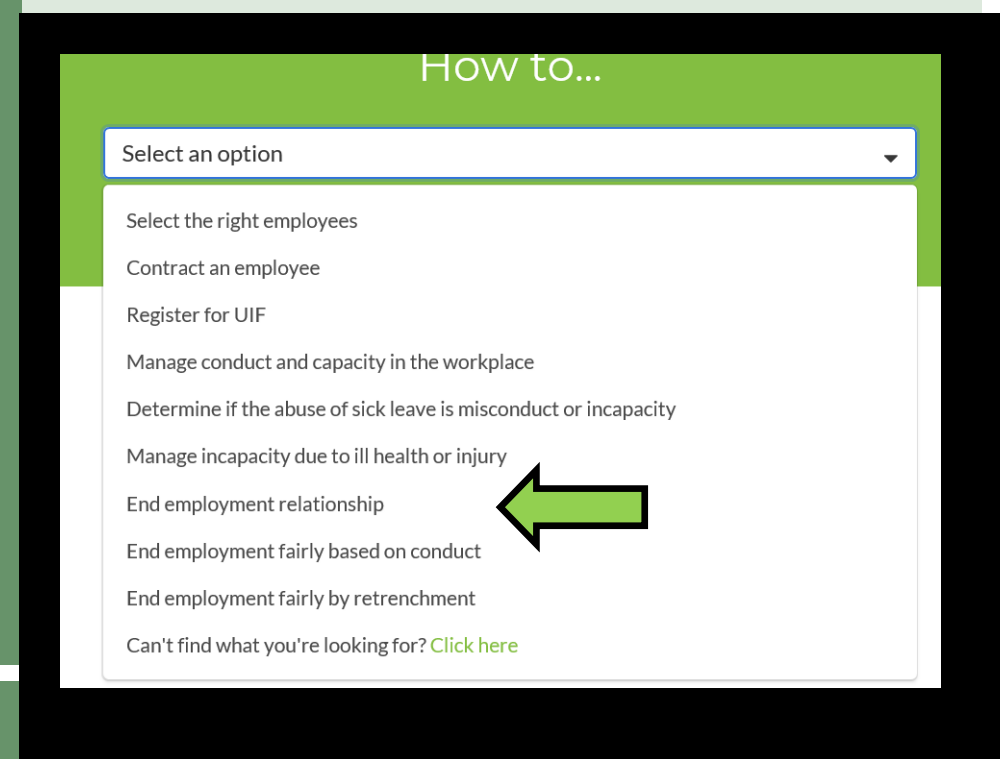 How to...
Select an option
Select the right employees
Contract an employee
Register for UIF
Manage conduct and capacity in the workplace
Determine if the abuse of sick leave is misconduct or incapacity
Manage incapacity due to ill health or injury
End employment relationship
End employment fairly based on conduct
End employment fairly by retrenchment
Can't find what you're looking for? Click here